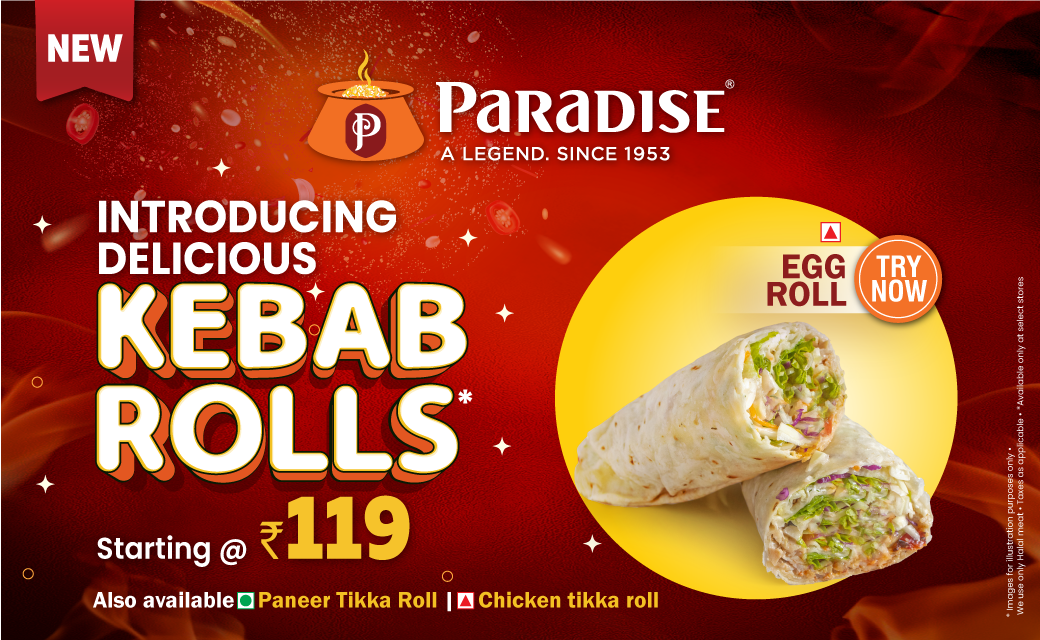 NEW
P
PARADISE®
A LEGEND. SINCE 1953
INTRODUCING
DELICIOUS
KEBAB
ROLLS*
Starting @ ₹119
Also available Paneer Tikka Roll | Chicken tikka roll
EGG
ROLL
TRY
NOW
* Images for illustration purposes only •
We use only Halal meat • Taxes as applicable • *Available only at select stores